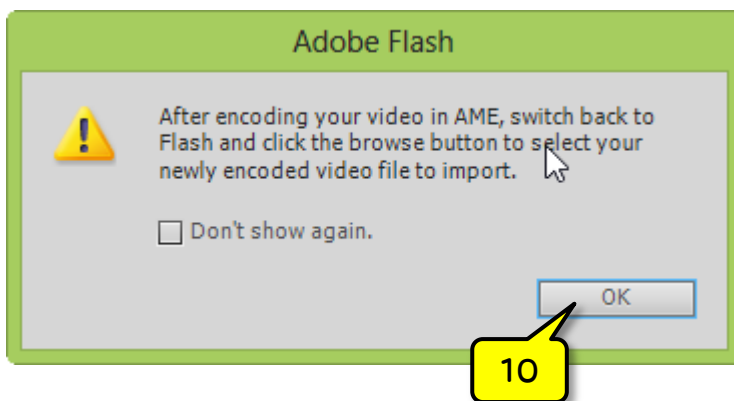 Adobe Flash
After encoding your video in AME, switch back to
Flash and click the browse button to select your
newly encoded video file to import.
Don't show again.
OK
10